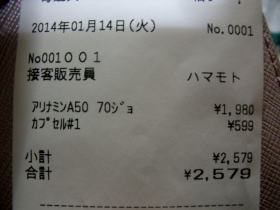 2014年01月14日(火) No.0001
No001001
接客販売員 ハマモト
アリナミンA50 70ジョ ¥1,980
カプセル#1 ¥599
小計 ¥2,579
合計 ¥2,579